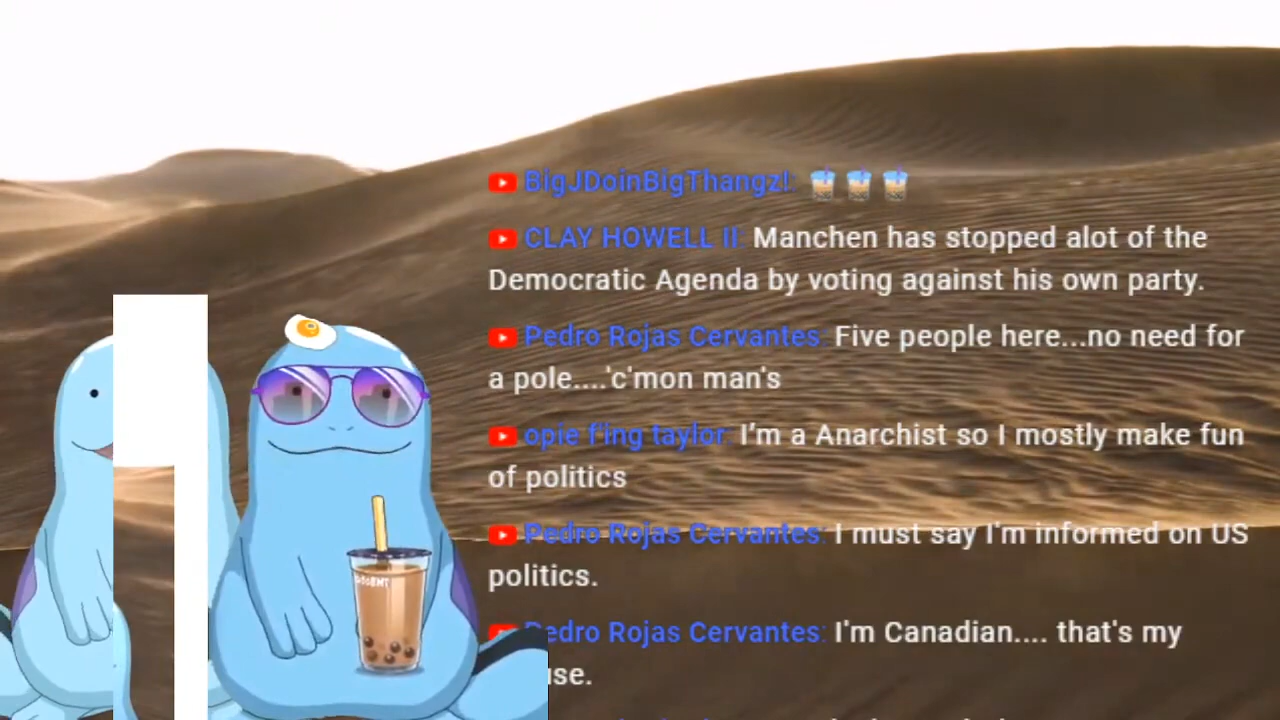 BigJDoinBigThangz!:
CLAY HOWELL II: Manchen has stopped alot of the
Democratic Agenda by voting against his own party.
Pedro Rojas Cervantes: Five people here...no need for
a pole....'c'mon man's
opie f'ing taylor: I'm a Anarchist so I mostly make fun
of politics
Pedro Rojas Cervantes: I must say I'm informed on US
politics.
edro Rojas Cervantes: I'm Canadian.... that's my
use.